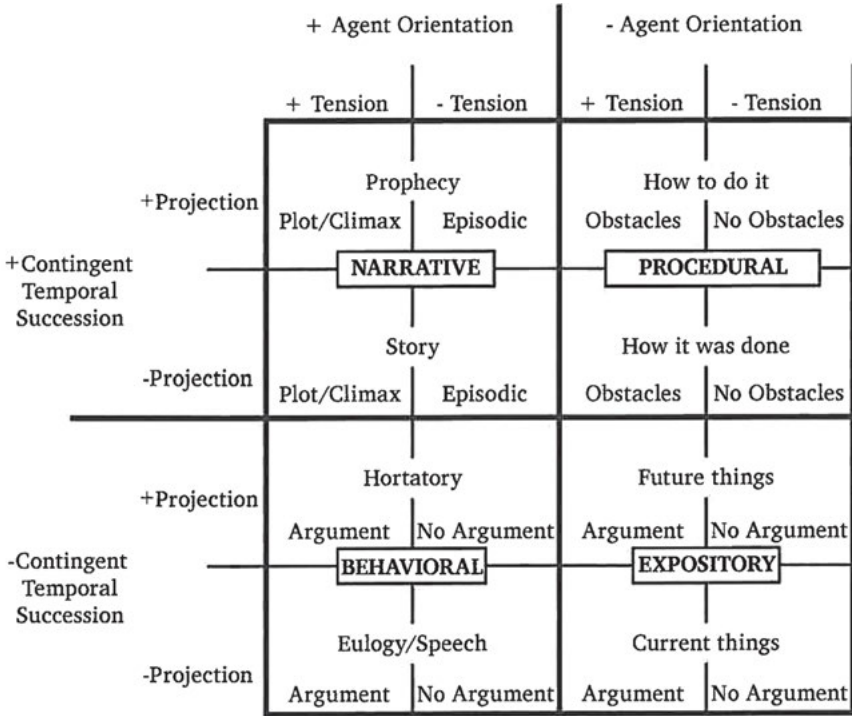 + Agent Orientation - Agent Orientation
+ Tension - Tension + Tension - Tension
Prophecy How to do it
+Projection
Plot/Climax Episodic Obstacles No Obstacles
+Contingent
Temporal
Succession
NARRATIVE PROCEDURAL
Story How it was done
-Projection
Plot/Climax Episodic Obstacles No Obstacles
Hortatory Future things
+Projection
Argument No Argument Argument No Argument
-Contingent
Temporal
Succession
BEHAVIORAL EXPOSITORY
Eulogy/Speech Current things
-Projection
Argument No Argument Argument No Argument